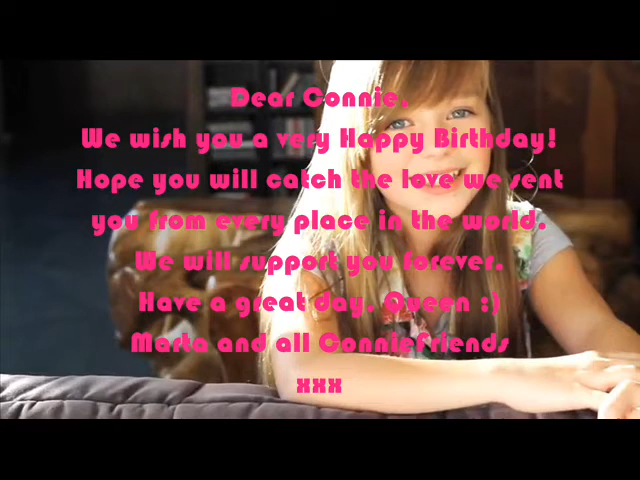 Dear Connie,
We wish you a very Happy Birthday!
Hope you will catch the love we sent
you from every place in the world.
We will support you forever.
Have a great day, Queen :)
Marta and all ConnieFriends
xxx